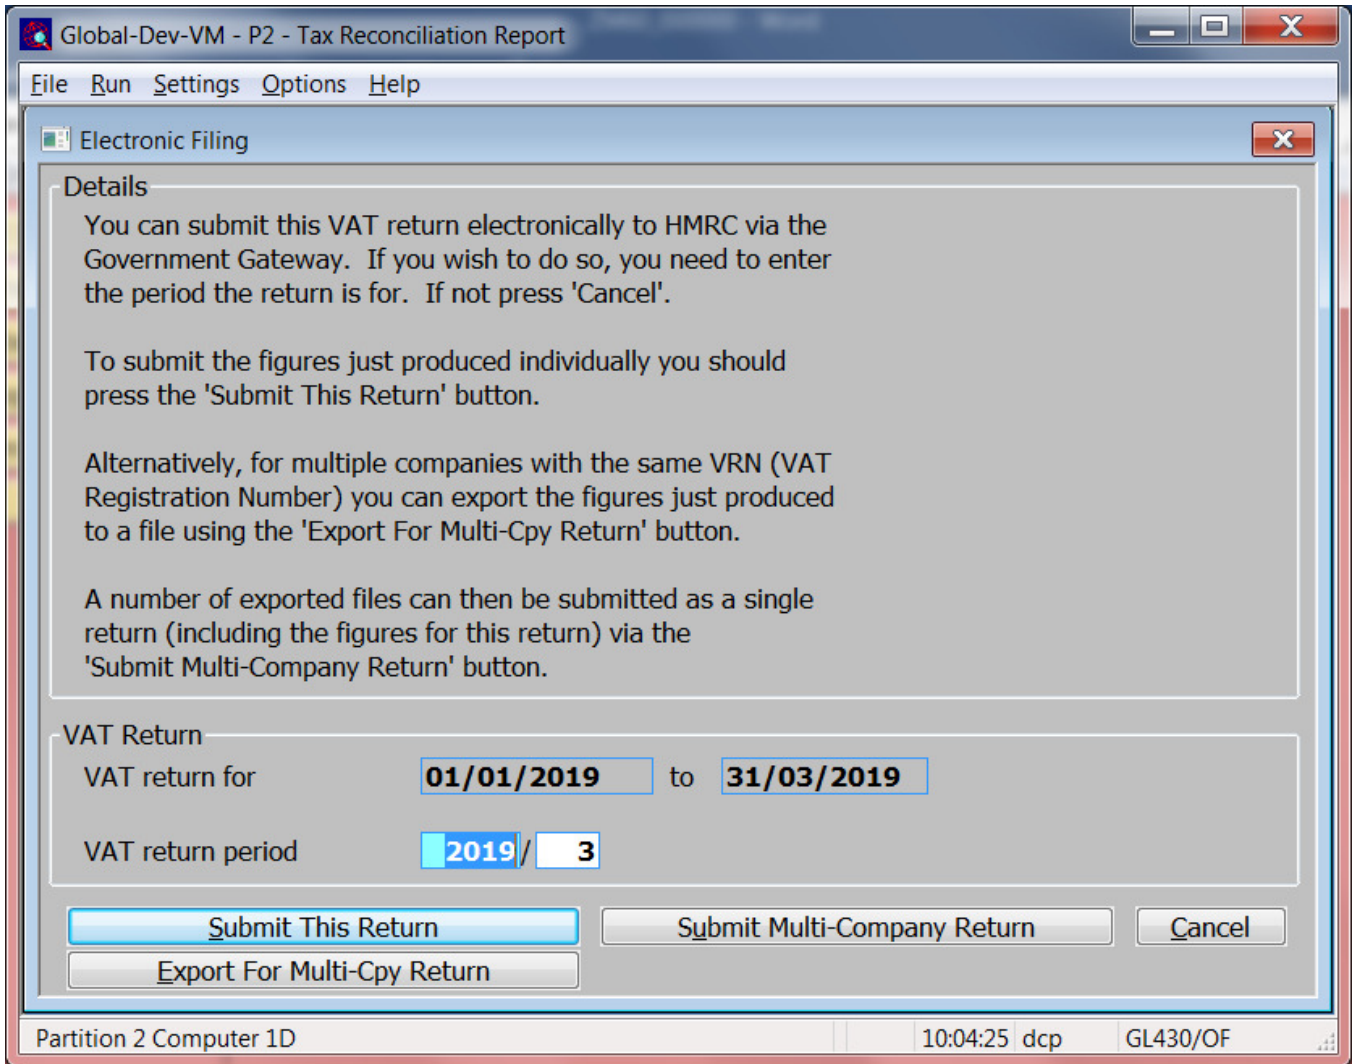 Global-Dev-VM - P2 - Tax Reconciliation Report
File Run Settings Options Help
Electronic Filing
Details
You can submit this VAT return electronically to HMRC via the
Government Gateway. If you wish to do so, you need to enter
the period the return is for. If not press 'Cancel'.
To submit the figures just produced individually you should
press the 'Submit This Return' button.
Alternatively, for multiple companies with the same VRN (VAT
Registration Number) you can export the figures just produced
to a file using the 'Export For Multi-Cpy Return' button.
A number of exported files can then be submitted as a single
return (including the figures for this return) via the
'Submit Multi-Company Return' button.
VAT Return
VAT return for 01/01/2019 to 31/03/2019
VAT return period 2019/ 3
Submit This Return Submit Multi-Company Return Cancel
Export For Multi-Cpy Return
Partition 2 Computer 1D 10:04:25 dcp GL430/OF